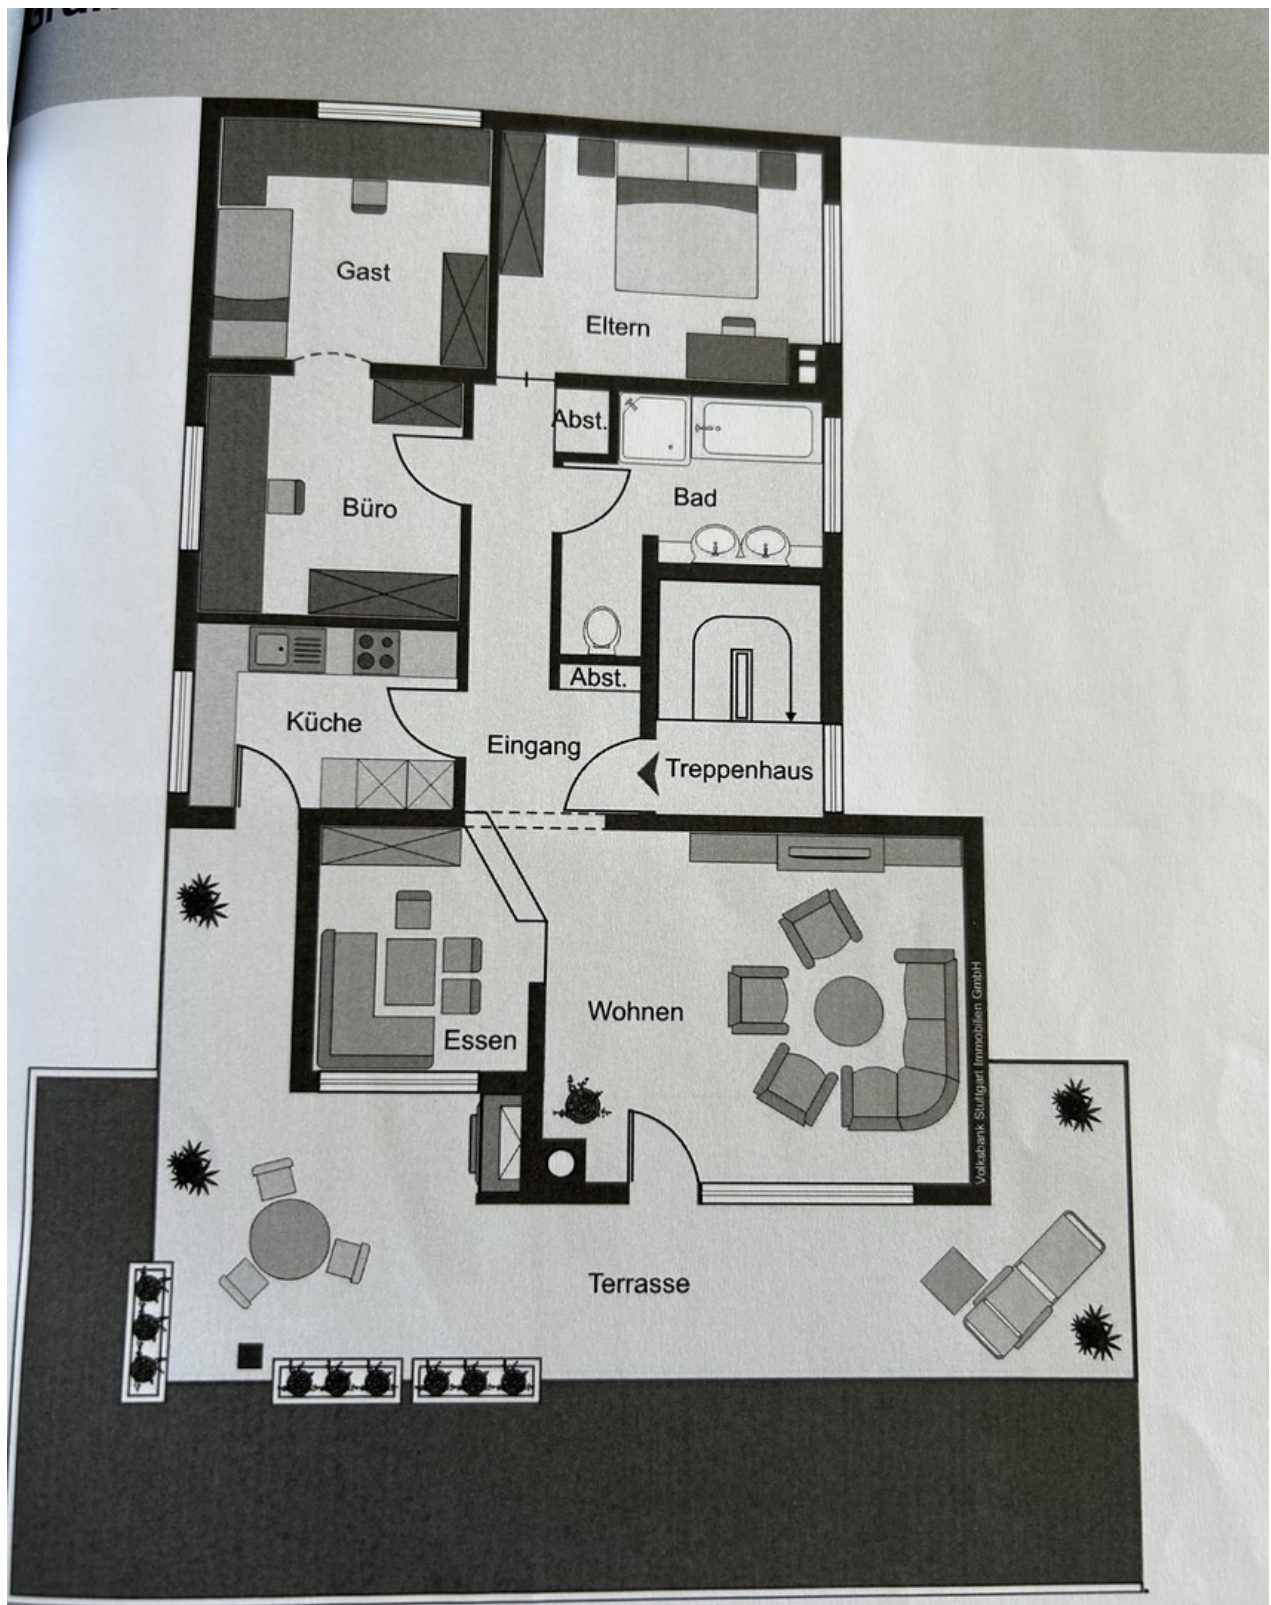 Gast
Eltern
Abst.
Büro
Bad
Abst.
Küche
Eingang
Treppenhaus
Wohnen
Essen
Volksbank Stuttgart Immobilien GmbH
Terrasse